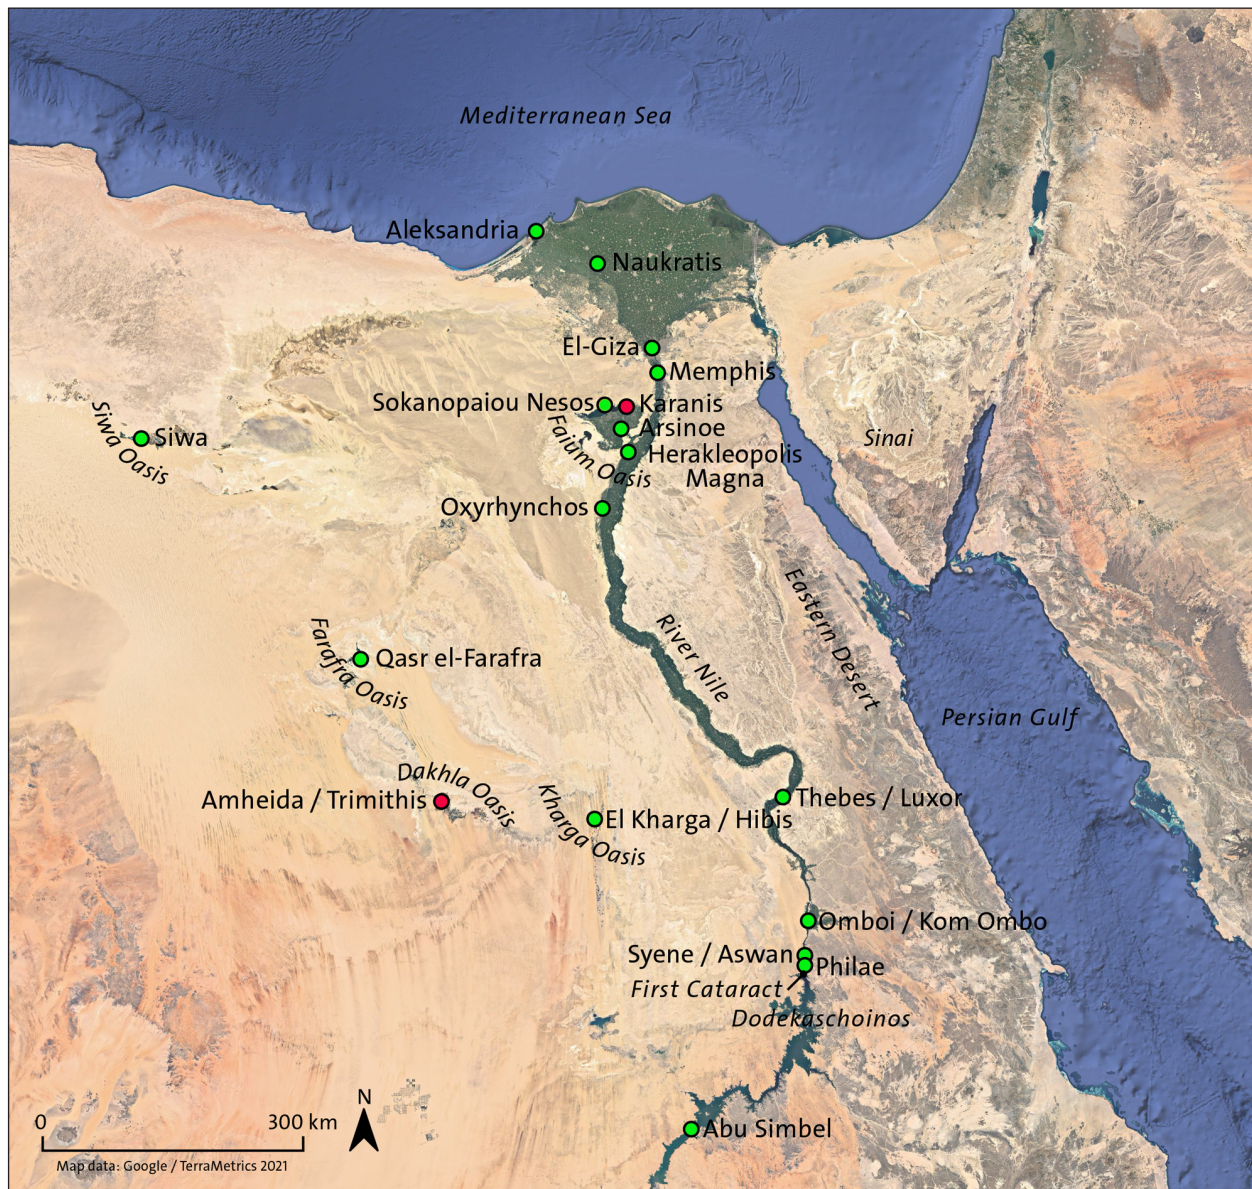 Mediterranean Sea
Aleksandria
Naukratis
El-Giza
Memphis
Sokanopaiou Nesos
Karanis
Arsinoe
Faium Oasis
Herakleopolis
Magna
Siwa
Siwa Oasis
Sinai
Oxyrhynchos
Eastern Desert
River Nile
Farafra Oasis
Qasr el-Farafra
Persian Gulf
Dakhla Oasis
Amheida / Trimithis
Kharga Oasis
El Kharga / Hibis
Thebes / Luxor
Omboi / Kom Ombo
Syene / Aswan
Philae
First Cataract
Dodekaschoinos
Abu Simbel
N
0
300 km
Map data: Google / TerraMetrics 2021